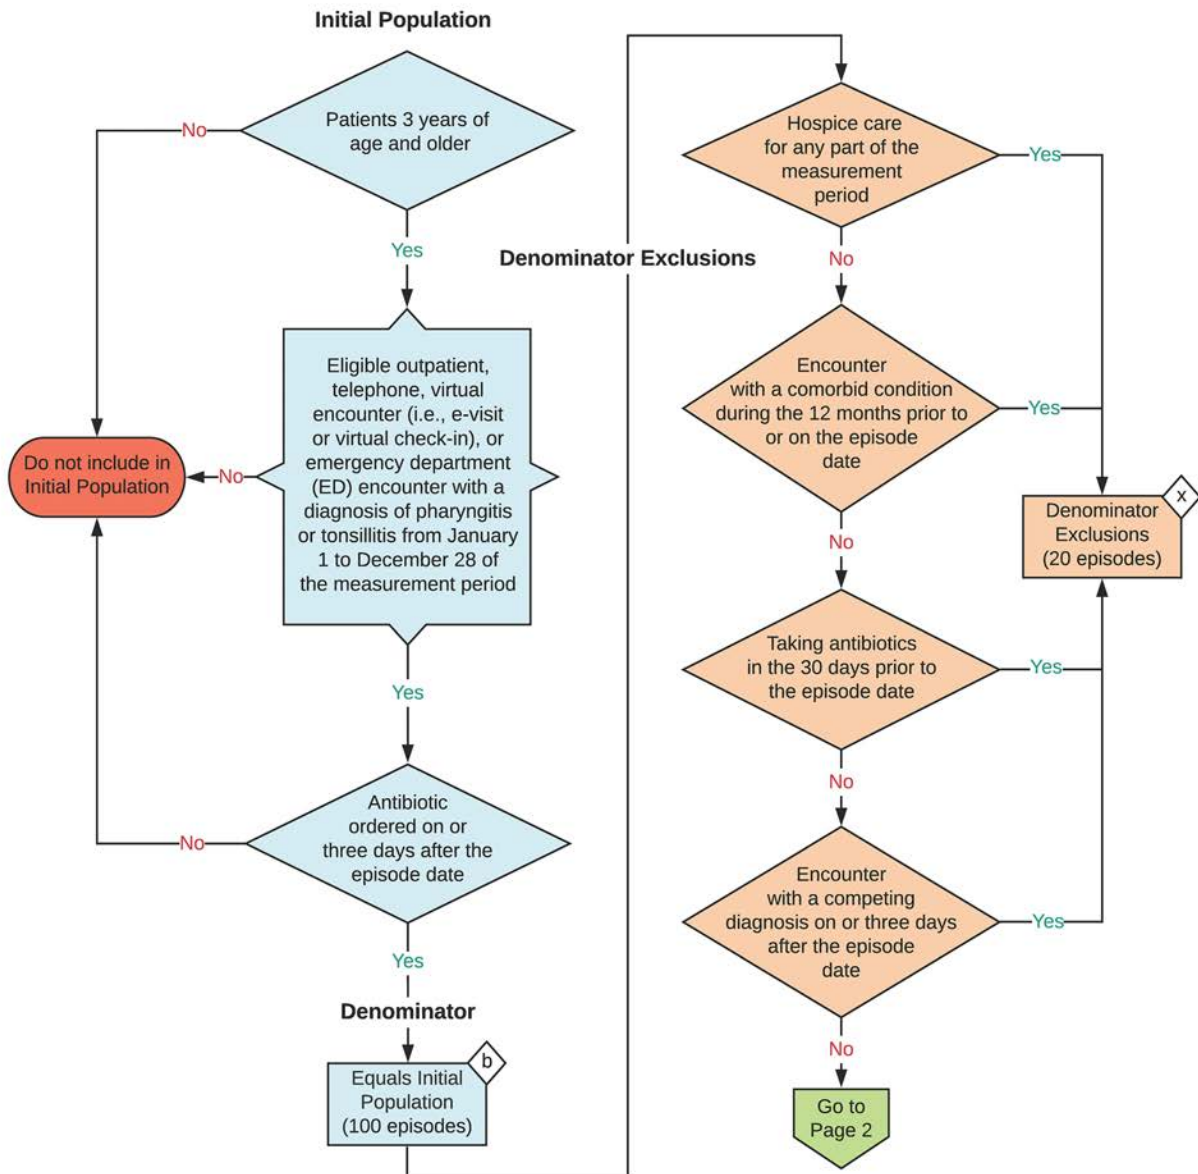 Initial Population
Patients 3 years of
age and older
No
Yes
Eligible outpatient,
telephone, virtual
encounter (i.e., e-visit
or virtual check-in), or
emergency department
(ED) encounter with a
diagnosis of pharyngitis
or tonsillitis from January
1 to December 28 of
the measurement period
No
Do not include in
Initial Population
Yes
Antibiotic
ordered on or
three days after the
episode date
No
Yes
Denominator
b
Equals Initial
Population
(100 episodes)
Denominator Exclusions
Hospice care
for any part of the
measurement
period
Yes
No
Encounter
with a comorbid condition
during the 12 months prior to
or on the episode
date
Yes
No
x
Denominator
Exclusions
(20 episodes)
Taking antibiotics
in the 30 days prior to
the episode date
Yes
No
Encounter
with a competing
diagnosis on or three days
after the episode
date
Yes
No
Go to
Page 2